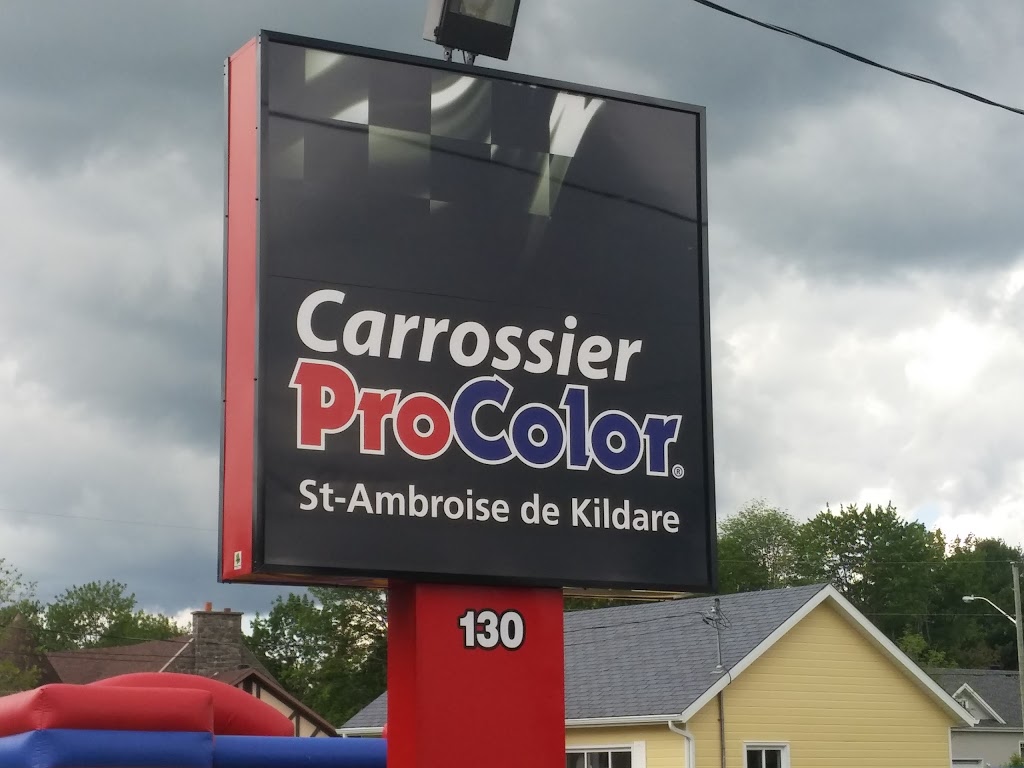 Carrossier
ProColor®
St-Ambroise de Kildare
130